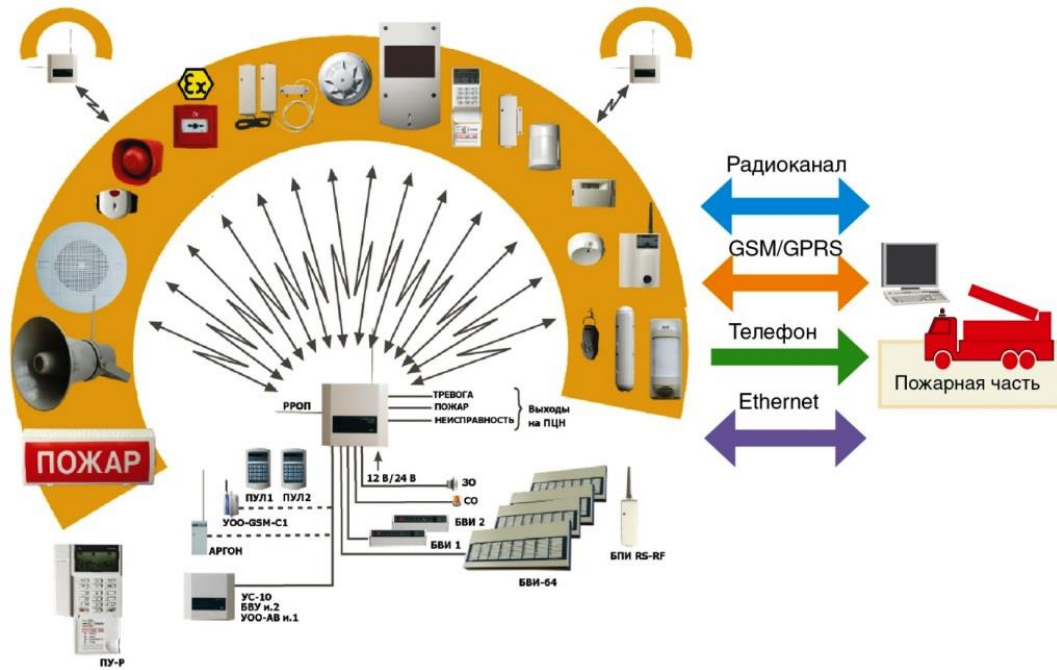 Ex
Радиоканал
GSM/GPRS
Телефон
Пожарная часть
Ethernet
РРОП
ТРЕВОГА
ПОЖАР
НЕИСПРАВНОСТЬ
Выходы
на ПЦН
ПОЖАР
12 В/24 В
ЗО
СО
ПУЛ1
ПУЛ2
УОО-GSM-C1
АРГОН
БВИ 2
БВИ 1
БПИ RS-RF
БВИ-64
УС-10
БВУ и.2
УОО-АВ и.1
ПУ-Р